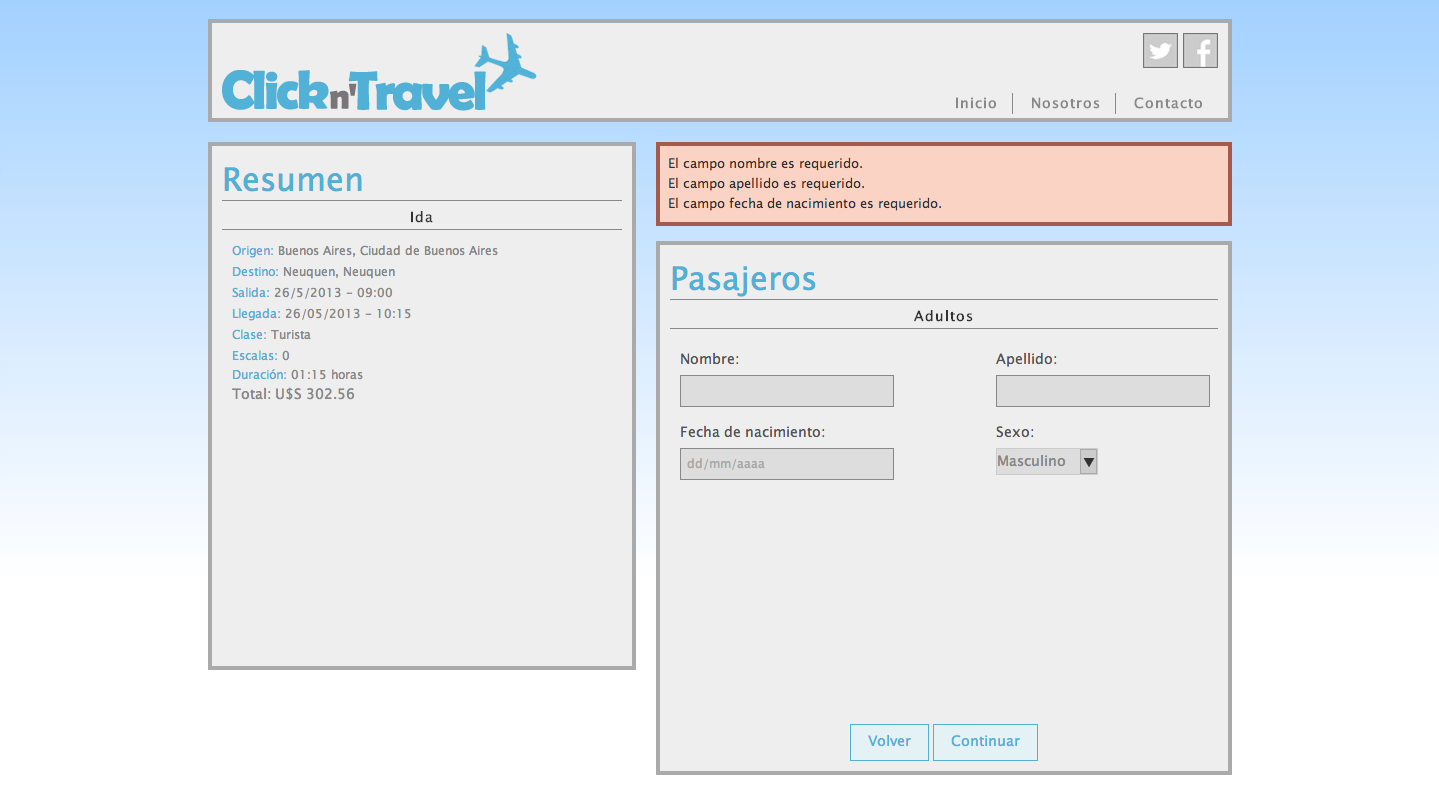 Click n' Travel
Inicio Nosotros Contacto
Resumen
Ida
Origen: Buenos Aires, Ciudad de Buenos Aires
Destino: Neuquen, Neuquen
Salida: 26/5/2013 - 09:00
Llegada: 26/05/2013 - 10:15
Clase: Turista
Escalas: 0
Duración: 01:15 horas
Total: U$S 302.56
El campo nombre es requerido.
El campo apellido es requerido.
El campo fecha de nacimiento es requerido.
Pasajeros
Adultos
Nombre: Apellido:
Fecha de nacimiento: Sexo:
dd/mm/aaaa Masculino
Volver Continuar